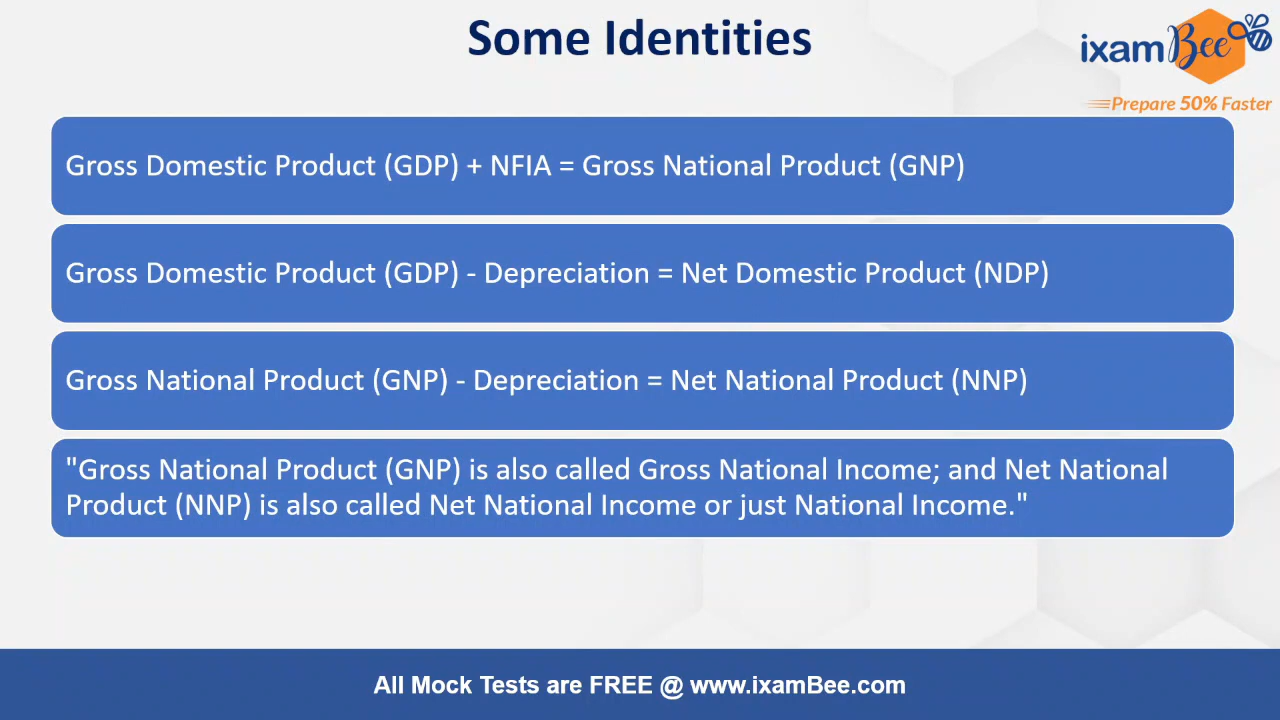 Some Identities
ixamBee
Prepare 50% Faster
Gross Domestic Product (GDP) + NFIA = Gross National Product (GNP)
Gross Domestic Product (GDP) - Depreciation = Net Domestic Product (NDP)
Gross National Product (GNP) - Depreciation = Net National Product (NNP)
"Gross National Product (GNP) is also called Gross National Income; and Net National
Product (NNP) is also called Net National Income or just National Income."
All Mock Tests are FREE @ www.ixamBee.com